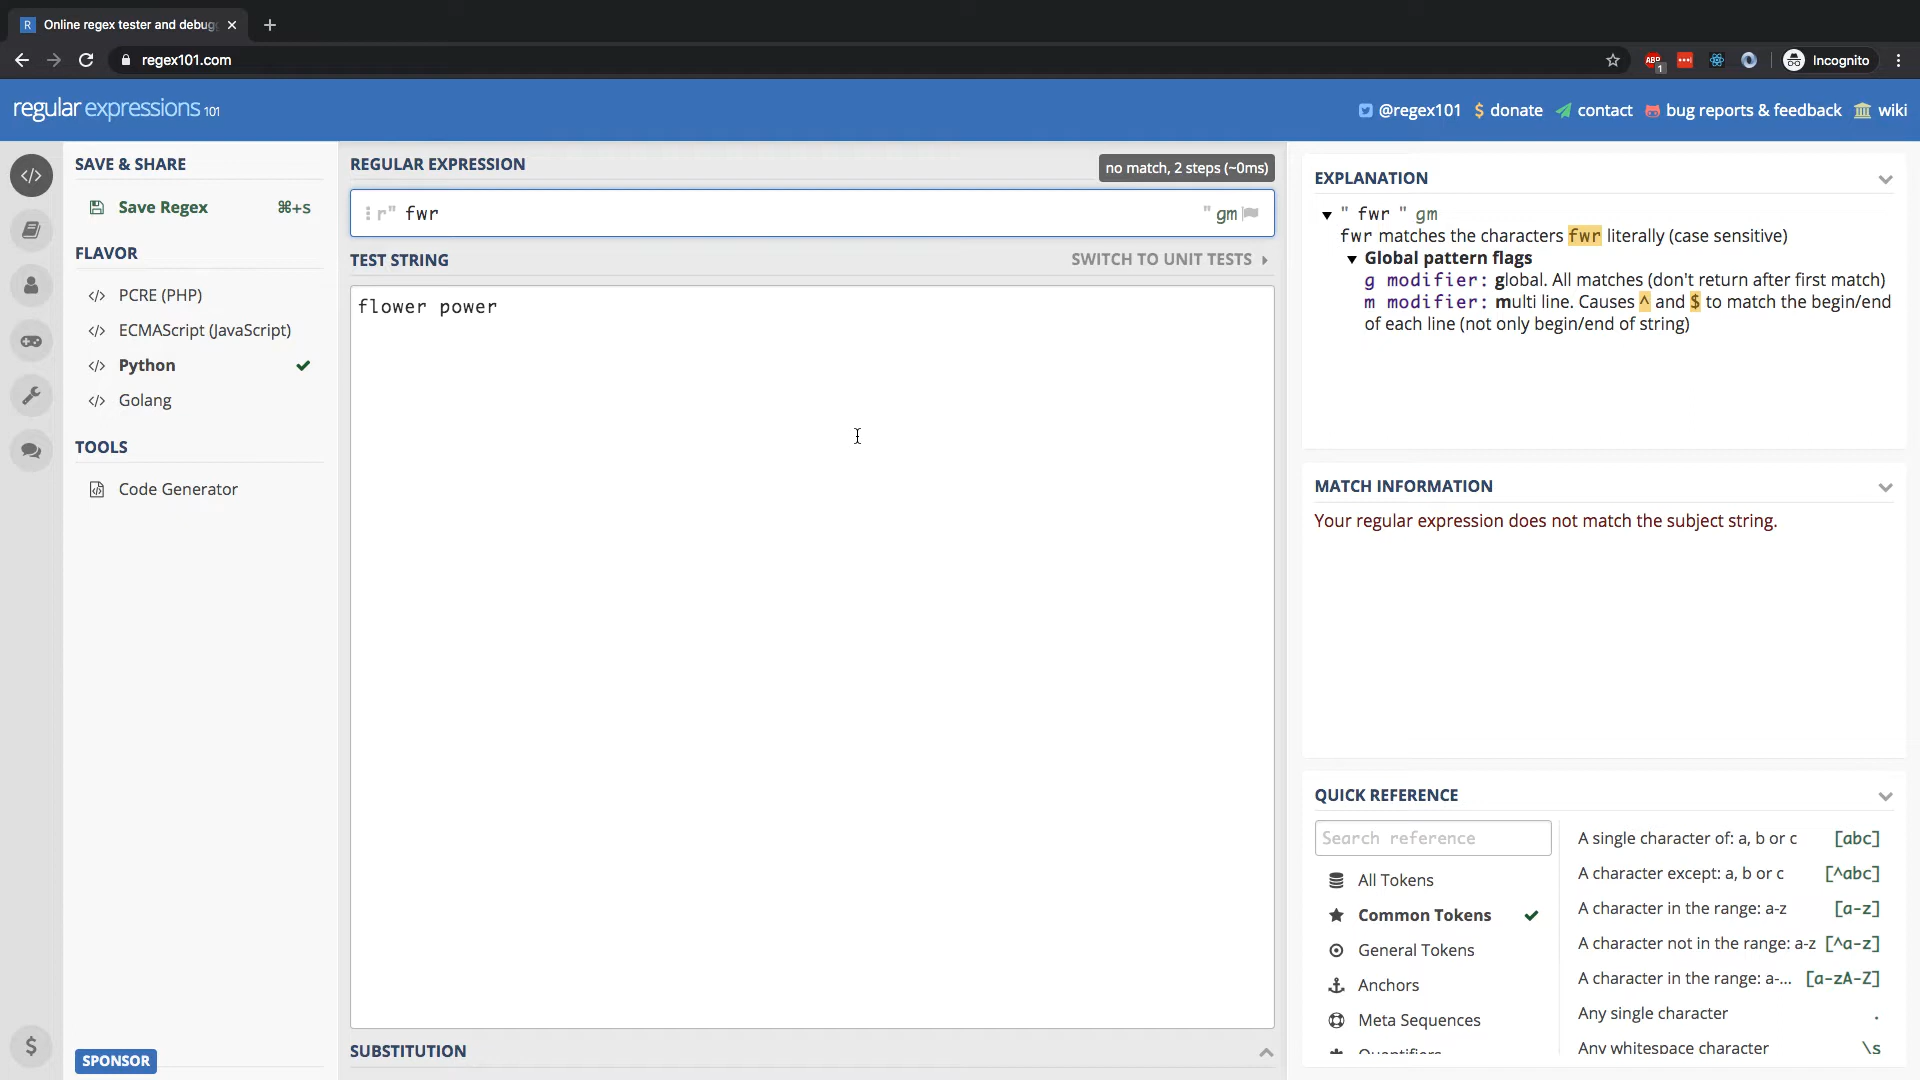 Online regex tester and debug
regex101.com
ABP
1
Incognito
regular expressions 101
@regex101
$ donate
contact
bug reports & feedback
wiki
SAVE & SHARE
Save Regex ⌘+s
FLAVOR
</> PCRE (PHP)
</> ECMAScript (JavaScript)
</> Python
</> Golang
TOOLS
Code Generator
$
SPONSOR
REGULAR EXPRESSION
no match, 2 steps (~0ms)
r" fwr " gm
TEST STRING
SWITCH TO UNIT TESTS
flower power
SUBSTITUTION
EXPLANATION
" fwr " gm
fwr matches the characters fwr literally (case sensitive)
Global pattern flags
g modifier: global. All matches (don't return after first match)
m modifier: multi line. Causes ^ and $ to match the begin/end
of each line (not only begin/end of string)
MATCH INFORMATION
Your regular expression does not match the subject string.
QUICK REFERENCE
Search reference
All Tokens
Common Tokens
General Tokens
Anchors
Meta Sequences
Quantifiers
A single character of: a, b or c [abc]
A character except: a, b or c [^abc]
A character in the range: a-z [a-z]
A character not in the range: a-z [^a-z]
A character in the range: a-... [a-zA-Z]
Any single character .
Any whitespace character \s